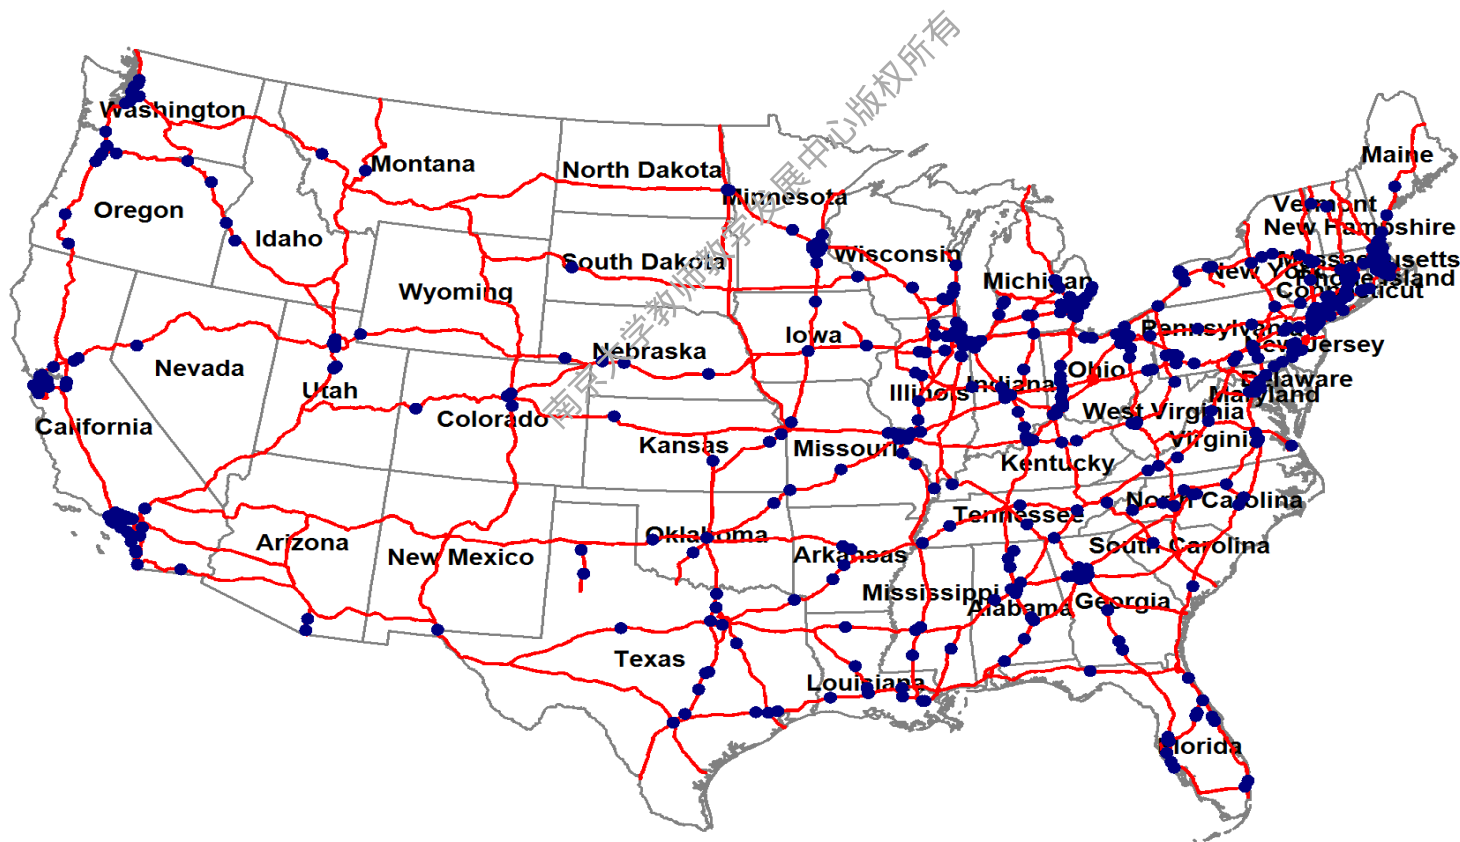 Washington
Montana
North Dakota
Minnesota
Maine
Oregon
Idaho
Vermont
New Hampshire
Wisconsin
South Dakota
Michigan
New York
Massachusetts
Rhode Island
Connecticut
Wyoming
Iowa
Nebraska
Pennsylvania
New Jersey
Nevada
Utah
Illinois
Indiana
Ohio
Delaware
Maryland
California
Colorado
Kansas
Missouri
West Virginia
Virginia
Kentucky
North Carolina
Tennessee
Arizona
New Mexico
Oklahoma
Arkansas
South Carolina
Mississippi
Alabama
Georgia
Texas
Louisiana
Florida
南京大学教师教学发展中心版权所有